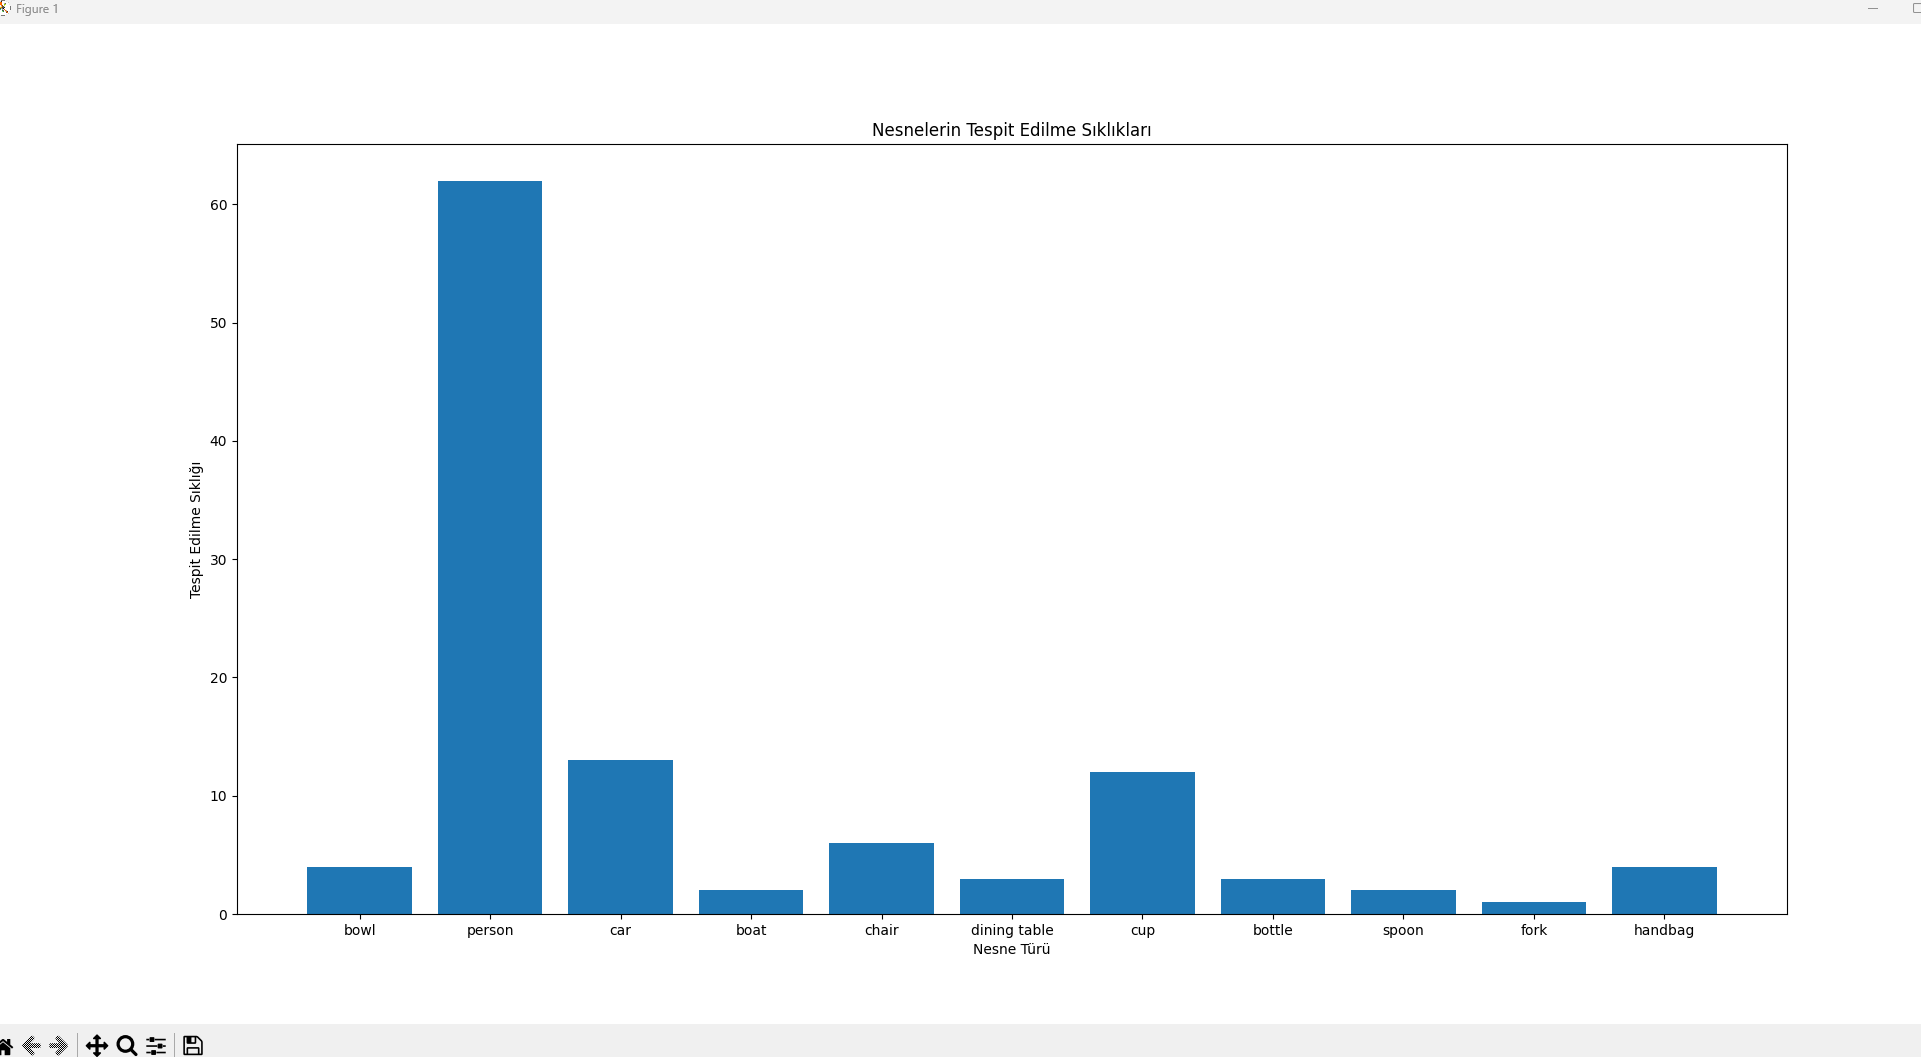 Figure 1
Nesnelerin Tespit Edilme Sıklıkları
60
50
40
30
20
10
0
Tespit Edilme Sıklığı
bowl person car boat chair dining table cup bottle spoon fork handbag
Nesne Türü